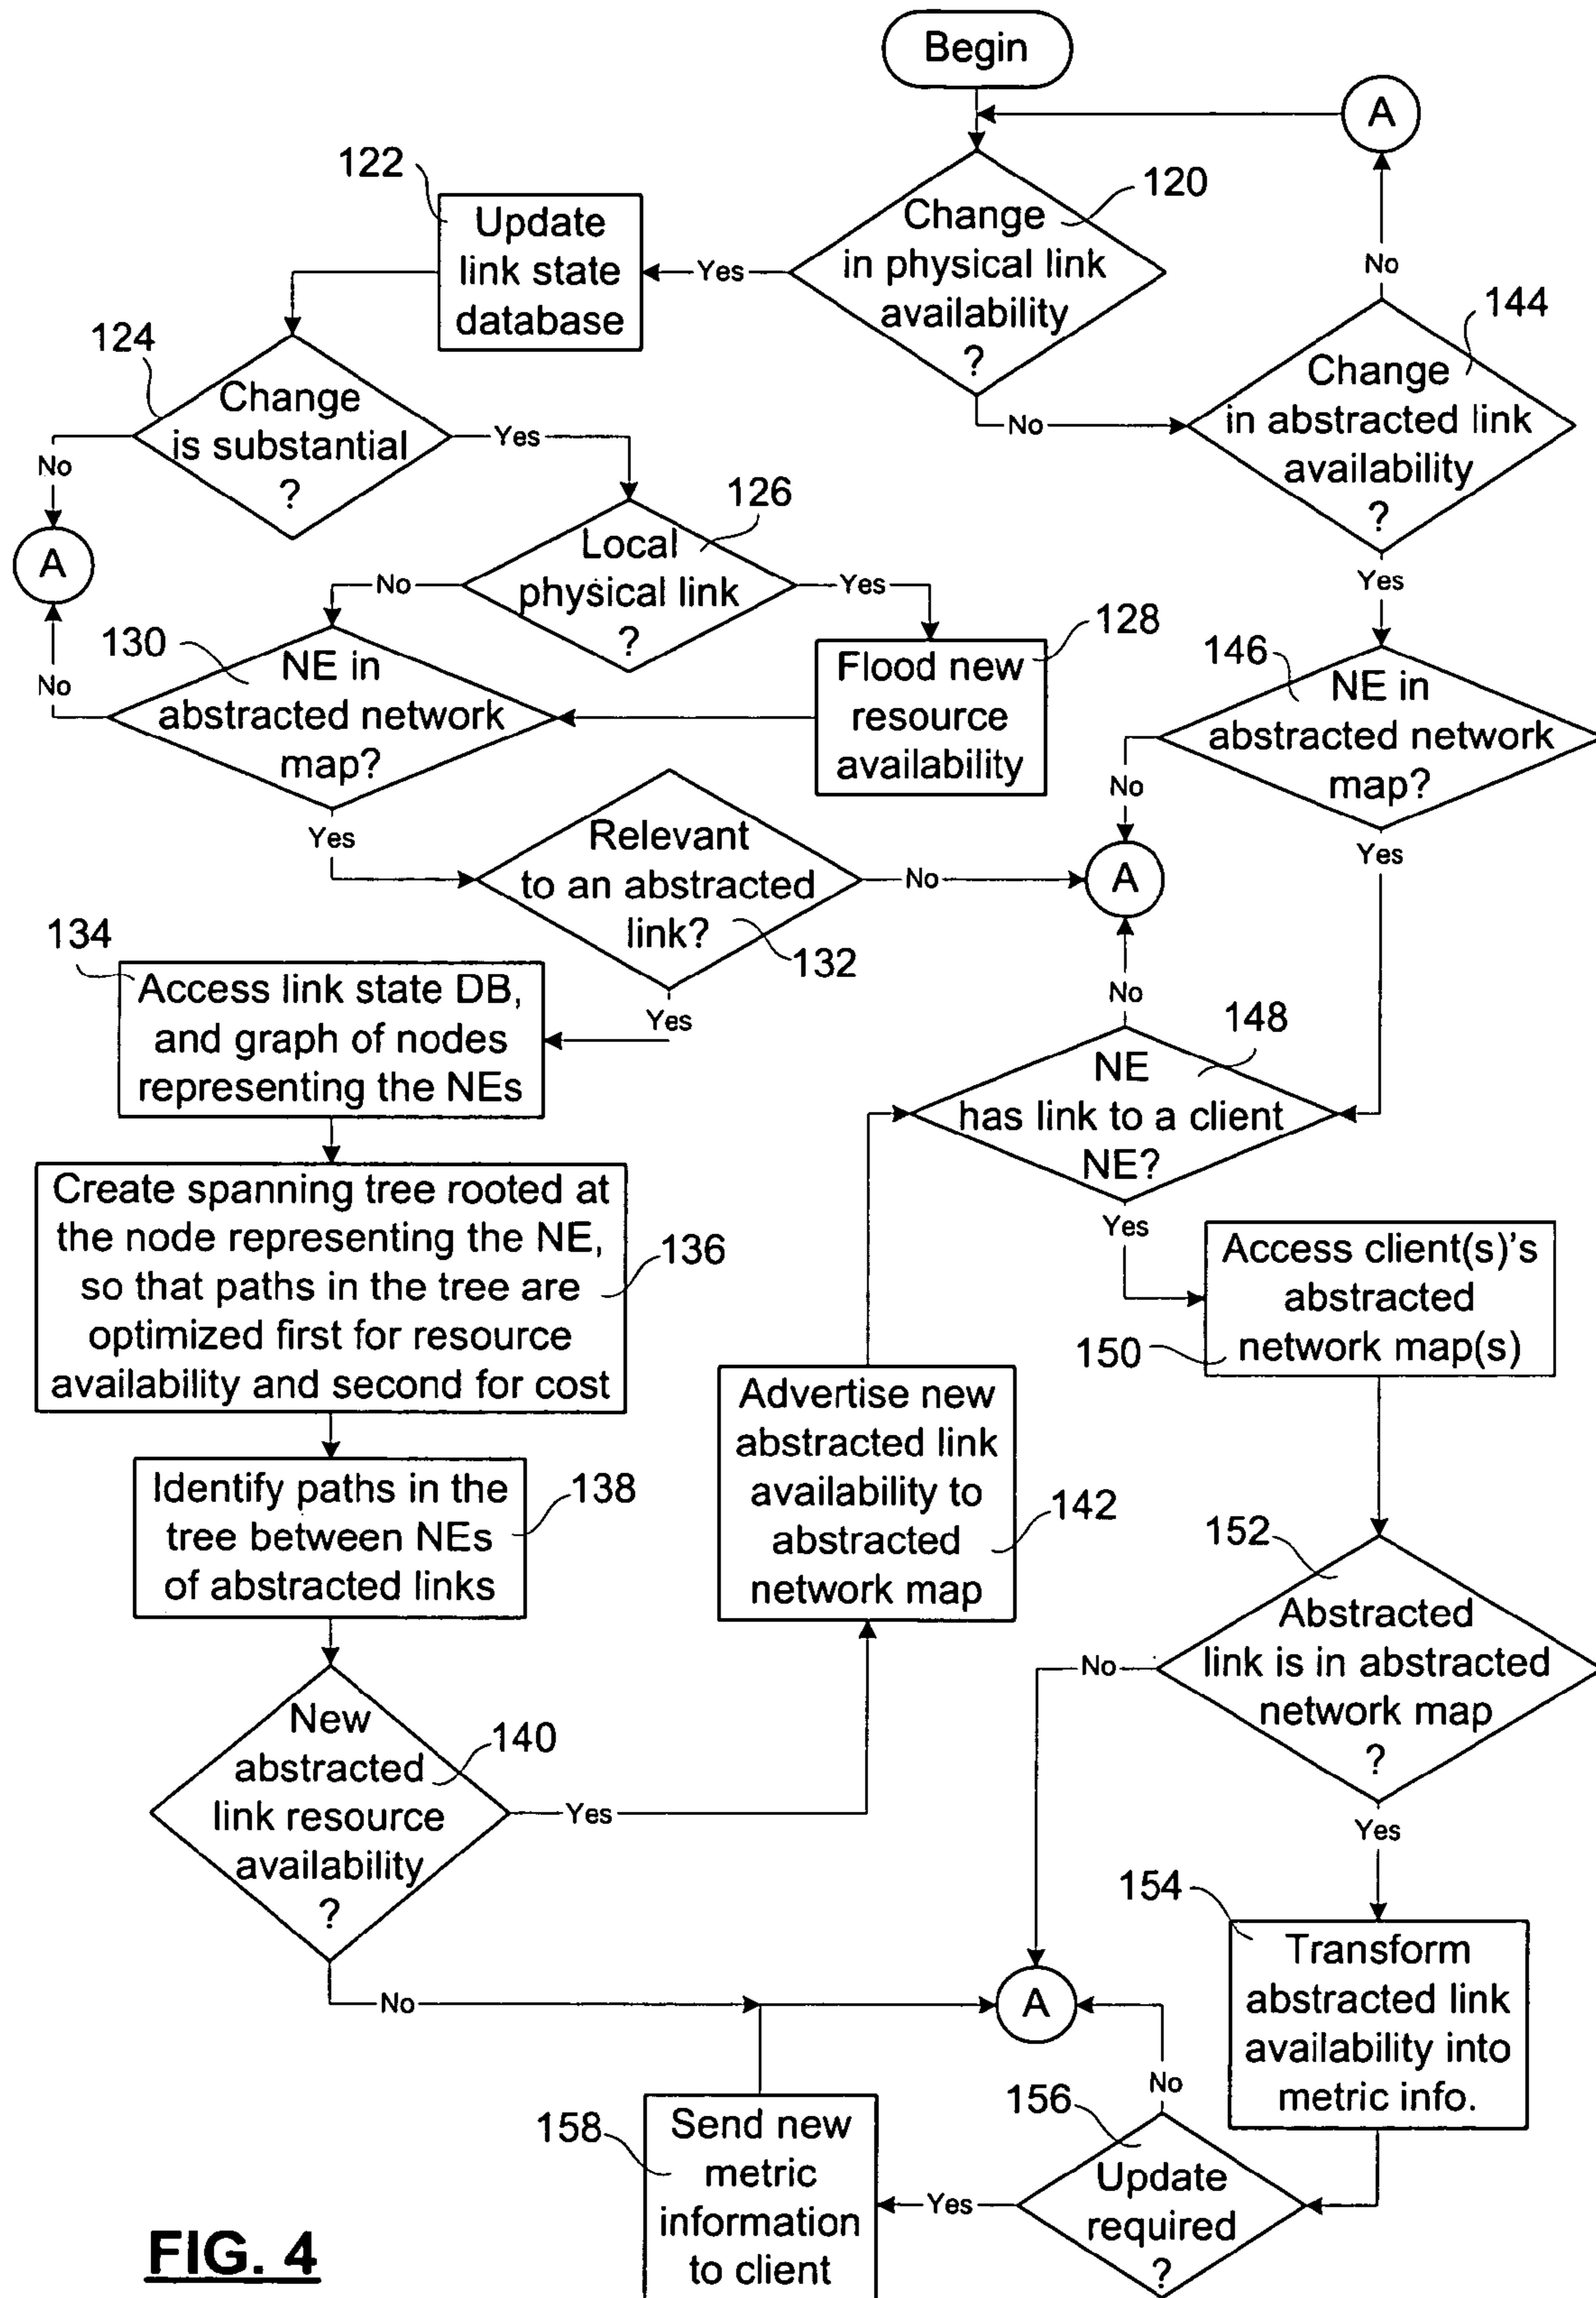 Begin
A
122
120
Update
link state
database
Yes
Change
in physical link
availability
?
No
No
144
Change
in abstracted link
availability
?
Yes
124
Change
is substantial
?
Yes
No
A
126
Local
physical link
?
No
Yes
128
Flood new
resource
availability
130
NE in
abstracted network
map?
No
Yes
146
NE in
abstracted network
map?
No
Yes
Relevant
to an abstracted
link?
132
No
A
Yes
134
Access link state DB,
and graph of nodes
representing the NEs
No
148
NE
has link to a client
NE?
Yes
Create spanning tree rooted at
the node representing the NE,
so that paths in the tree are
optimized first for resource
availability and second for cost
136
Access client(s)'s
abstracted
network map(s)
150
Identify paths in the
tree between NEs
of abstracted links
138
Advertise new
abstracted link
availability to
abstracted
network map
142
152
Abstracted
link is in abstracted
network map
?
No
Yes
New
abstracted
link resource
availability
?
140
Yes
No
A
154
Transform
abstracted link
availability into
metric info.
No
156
Update
required
?
Yes
158
Send new
metric
information
to client
FIG. 4